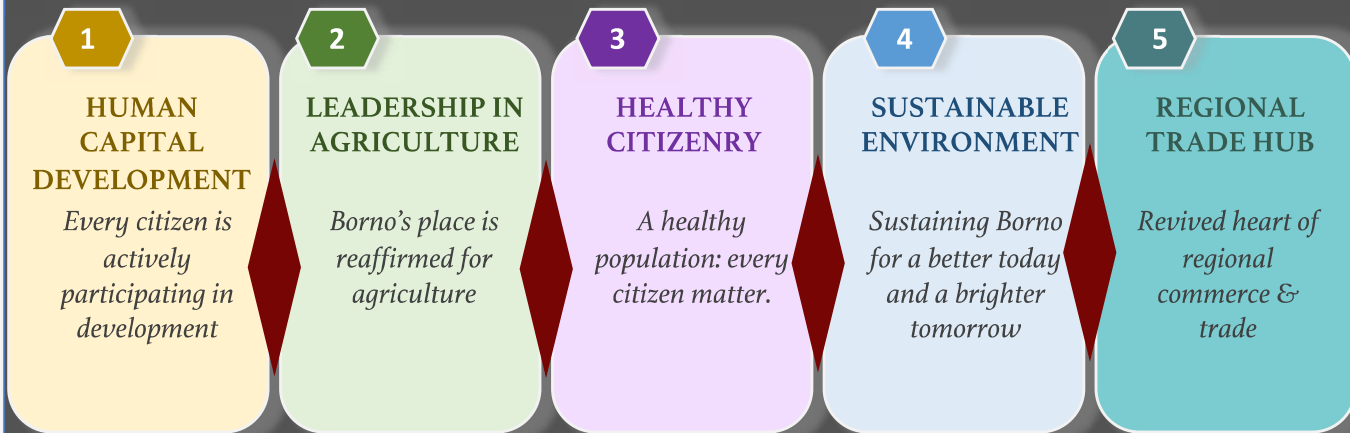 1
HUMAN
CAPITAL
DEVELOPMENT
Every citizen is
actively
participating in
development
2
LEADERSHIP IN
AGRICULTURE
Borno’s place is
reaffirmed for
agriculture
3
HEALTHY
CITIZENRY
A healthy
population: every
citizen matter.
4
SUSTAINABLE
ENVIRONMENT
Sustaining Borno
for a better today
and a brighter
tomorrow
5
REGIONAL
TRADE HUB
Revived heart of
regional
commerce &
trade